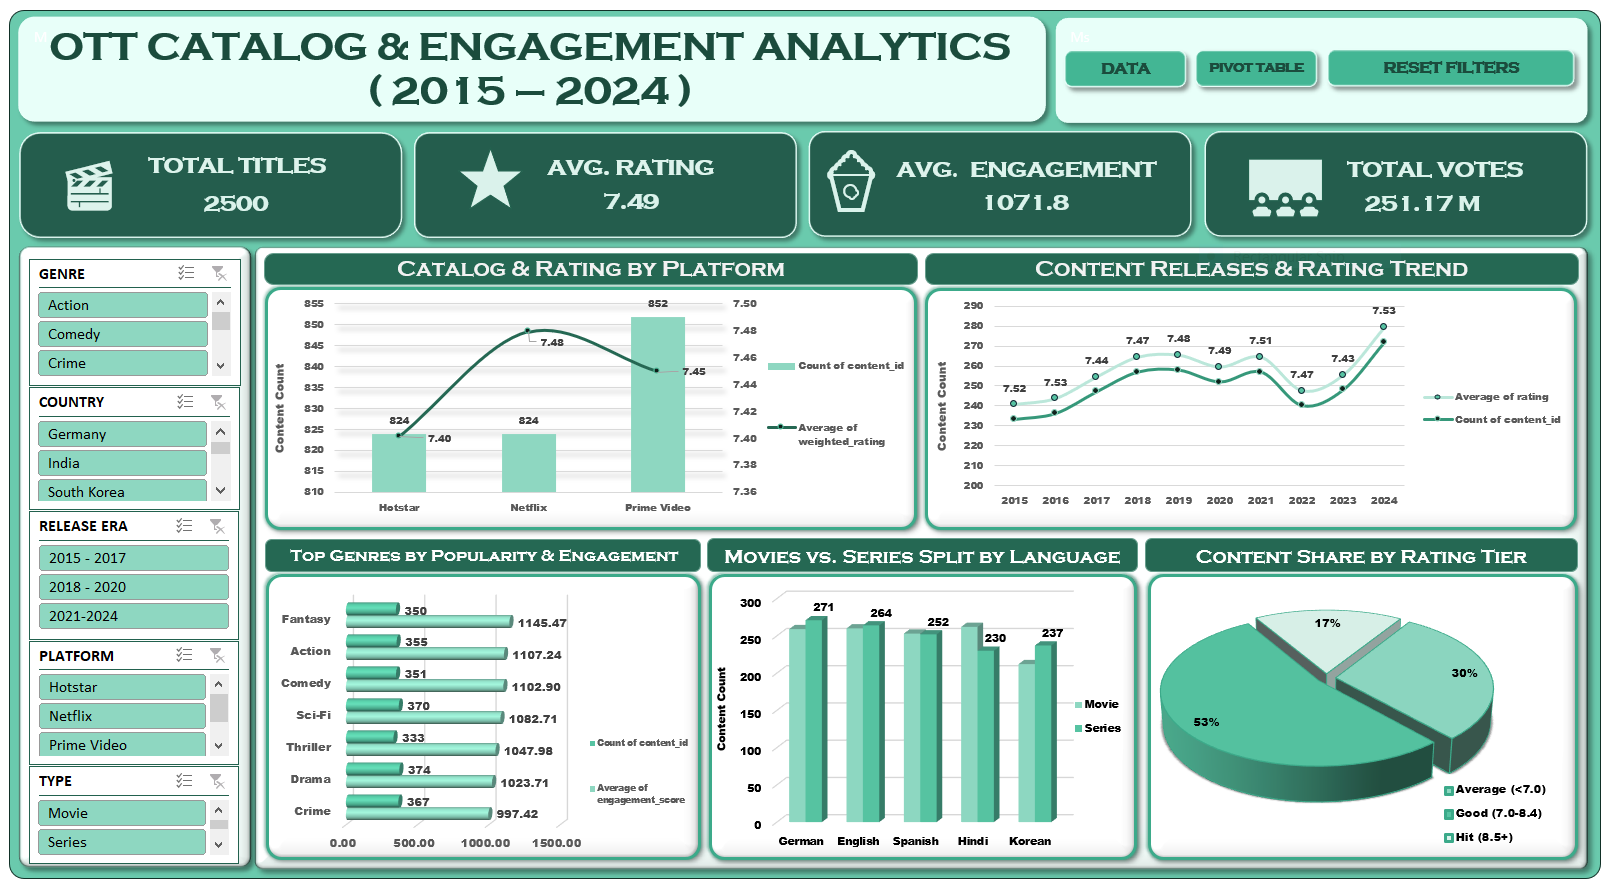 OTT CATALOG & ENGAGEMENT ANALYTICS
( 2015 – 2024 )
DATA
PIVOT TABLE
RESET FILTERS
TOTAL TITLES
2500
AVG. RATING
7.49
AVG. ENGAGEMENT
1071.8
TOTAL VOTES
251.17 M
GENRE
Action
Comedy
Crime
COUNTRY
Germany
India
South Korea
RELEASE ERA
2015 - 2017
2018 - 2020
2021-2024
PLATFORM
Hotstar
Netflix
Prime Video
TYPE
Movie
Series
CATALOG & RATING BY PLATFORM
Content Count
855
850
845
840
835
830
825
820
815
810
824
824
852
7.40
7.48
7.45
7.50
7.48
7.46
7.44
7.42
7.40
7.38
7.36
Hotstar
Netflix
Prime Video
Count of content_id
Average of
weighted_rating
CONTENT RELEASES & RATING TREND
Content Count
290
280
270
260
250
240
230
220
210
200
7.52
7.53
7.44
7.47
7.48
7.49
7.51
7.47
7.43
7.53
2015
2016
2017
2018
2019
2020
2021
2022
2023
2024
Average of rating
Count of content_id
TOP GENRES BY POPULARITY & ENGAGEMENT
Fantasy
350
1145.47
Action
355
1107.24
Comedy
351
1102.90
Sci-Fi
370
1082.71
Thriller
333
1047.98
Drama
374
1023.71
Crime
367
997.42
0.00
500.00
1000.00
1500.00
Count of content_id
Average of
engagement_score
MOVIES VS. SERIES SPLIT BY LANGUAGE
Content Count
300
250
200
150
100
50
0
271
264
252
230
237
German
English
Spanish
Hindi
Korean
Movie
Series
CONTENT SHARE BY RATING TIER
17%
30%
53%
Average (<7.0)
Good (7.0-8.4)
Hit (8.5+)